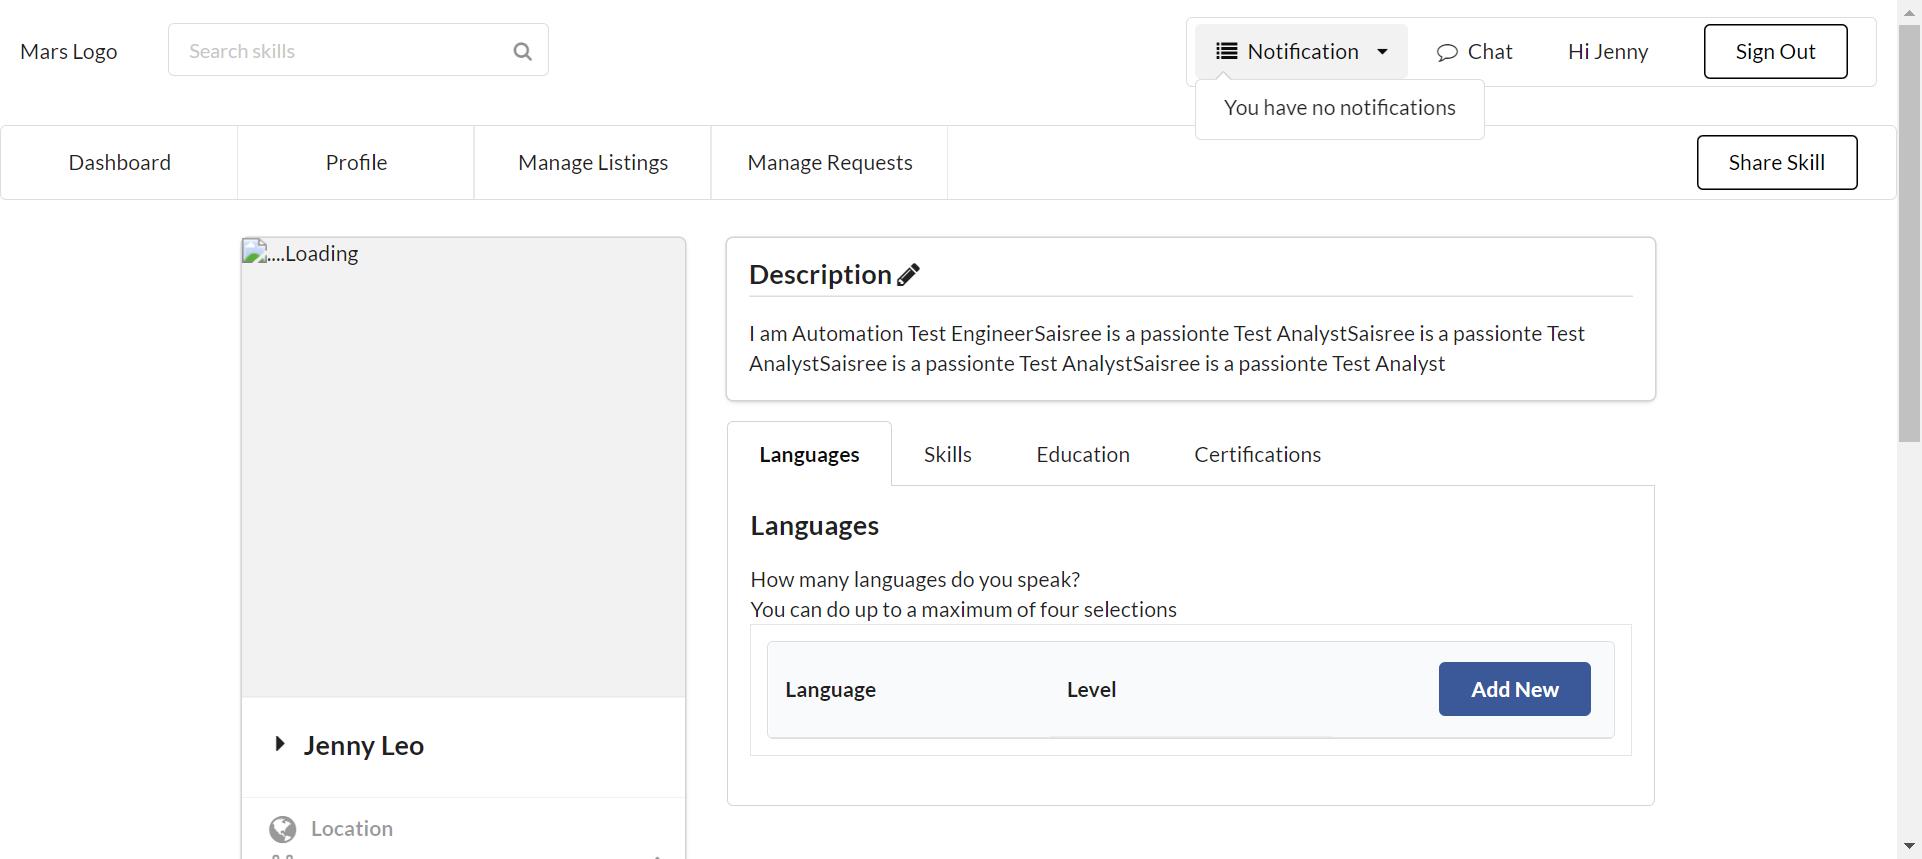 Mars Logo
Search skills
Notification
Chat
Hi Jenny
Sign Out
You have no notifications
Dashboard
Profile
Manage Listings
Manage Requests
Share Skill
....Loading
Jenny Leo
Location
Description
I am Automation Test EngineerSaisree is a passionte Test AnalystSaisree is a passionte Test
AnalystSaisree is a passionte Test AnalystSaisree is a passionte Test Analyst
Languages
Skills
Education
Certifications
Languages
How many languages do you speak?
You can do up to a maximum of four selections
Language
Level
Add New